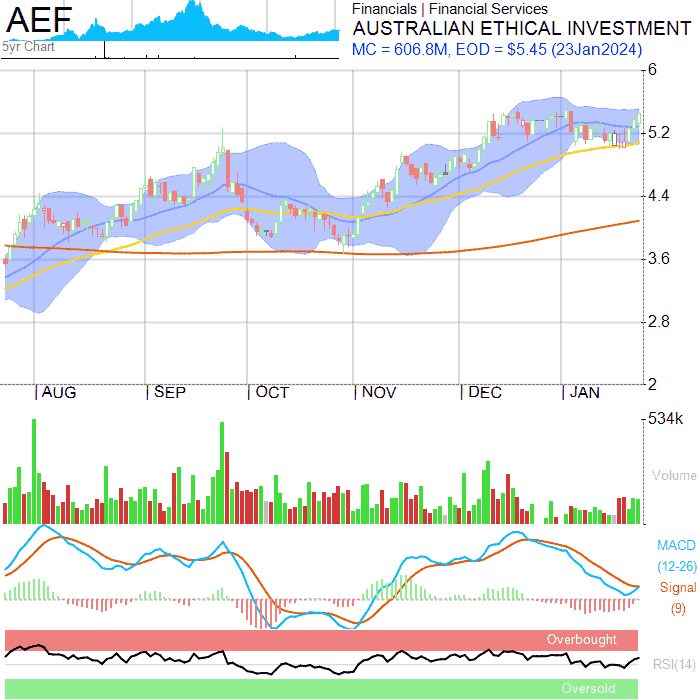 AEF
5yr Chart
Financials | Financial Services
AUSTRALIAN ETHICAL INVESTMENT
MC = 606.8M, EOD = $5.45 (23Jan2024)
6
5.2
4.4
3.6
2.8
2
AUG SEP OCT NOV DEC JAN
534k
Volume
MACD
(12-26)
Signal
(9)
Overbought
RSI(14)
Oversold